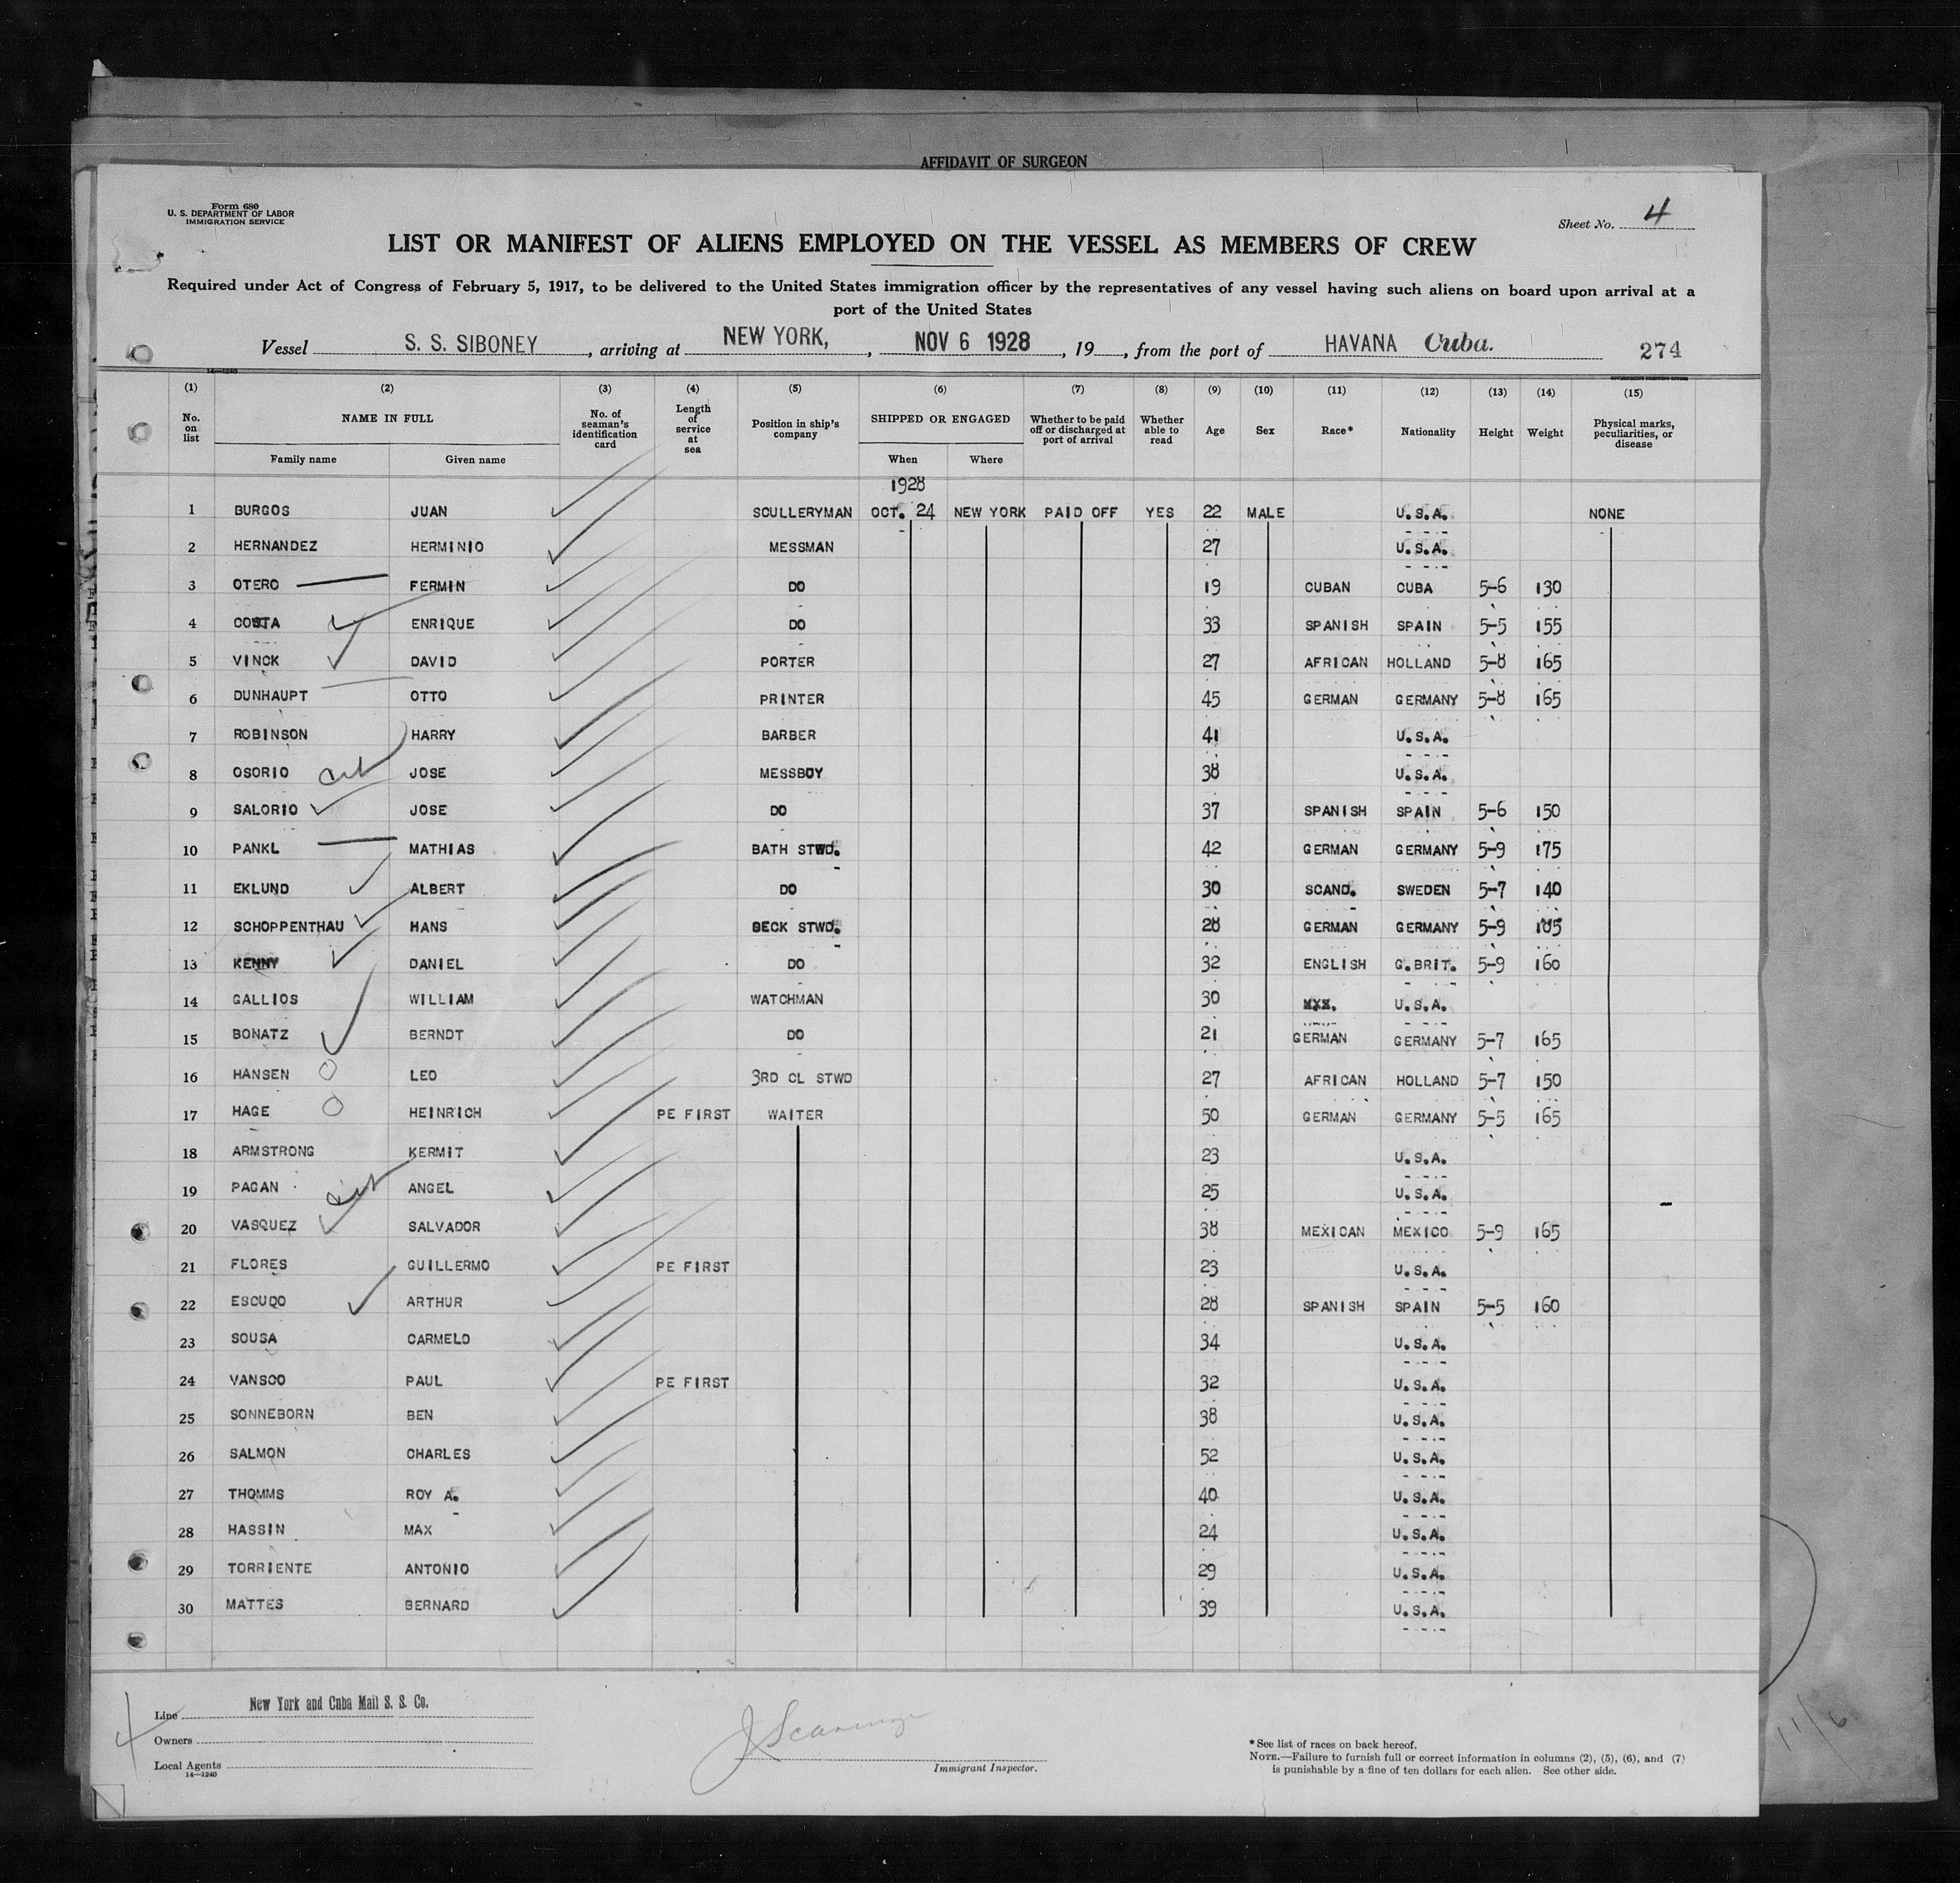 AFFIDAVIT OF SURGEON
Form 680
U. S. DEPARTMENT OF LABOR
IMMIGRATION SERVICE
Sheet No. 4
LIST OR MANIFEST OF ALIENS EMPLOYED ON THE VESSEL AS MEMBERS OF CREW
Required under Act of Congress of February 5, 1917, to be delivered to the United States immigration officer by the representatives of any vessel having such aliens on board upon arrival at a
port of the United States
Vessel S. S. SIBONEY, arriving at NEW YORK, , NOV 6 1928, 19 , from the port of HAVANA Cuba. 274
14—1240
(1) (2) (3) (4) (5) (6) (7) (8) (9) (10) (11) (12) (13) (14) (15)
No. on list NAME IN FULL No. of seaman's identification card Length of service at sea Position in ship's company SHIPPED OR ENGAGED Whether to be paid off or discharged at port of arrival Whether able to read Age Sex Race* Nationality Height Weight Physical marks, peculiarities, or disease
Family name Given name When Where
1928
1 BURGOS JUAN SCULLERYMAN OCT. 24 NEW YORK PAID OFF YES 22 MALE U.S.A. NONE
2 HERNANDEZ HERMINIO MESSMAN 27 U.S.A.
3 OTERO FERMIN DO 19 CUBAN CUBA 5-6 130
4 COSTA ENRIQUE DO 33 SPANISH SPAIN 5-5 155
5 VINCK DAVID PORTER 27 AFRICAN HOLLAND 5-8 165
6 DUNHAUPT OTTO PRINTER 45 GERMAN GERMANY 5-8 165
7 ROBINSON HARRY BARBER 41 U.S.A.
8 OSORIO JOSE MESSBOY 38 U.S.A.
9 SALORIO JOSE DO 37 SPANISH SPAIN 5-6 150
10 PANKL MATHIAS BATH STWD. 42 GERMAN GERMANY 5-9 175
11 EKLUND ALBERT DO 30 SCAND. SWEDEN 5-7 140
12 SCHOPPENTHAU HANS DECK STWD. 28 GERMAN GERMANY 5-9
13 KENNY DANIEL DO 32 ENGLISH G.BRIT. 5-9 160
14 GALLIOS WILLIAM WATCHMAN 30 U.S.A.
15 BONATZ BERNDT DO 21 GERMAN GERMANY 5-7 165
16 HANSEN LEO 3RD CL STWD 27 AFRICAN HOLLAND 5-7 150
17 HAGE HEINRICH PE FIRST WAITER 50 GERMAN GERMANY 5-5 165
18 ARMSTRONG KERMIT 23 U.S.A.
19 PAGAN ANGEL 25 U.S.A.
20 VASQUEZ SALVADOR 38 MEXICAN MEXICO 5-9 165
21 FLORES GUILLERMO PE FIRST 23 U.S.A.
22 ESCUDO ARTHUR 28 SPANISH SPAIN 5-5 160
23 SOUSA CARMELO 34 U.S.A.
24 VANSCO PAUL PE FIRST 32 U.S.A.
25 SONNEBORN BEN 38 U.S.A.
26 SALMON CHARLES 52 U.S.A.
27 THOMMS ROY A. 40 U.S.A.
28 HASSIN MAX 24 U.S.A.
29 TORRIENTE ANTONIO 29 U.S.A.
30 MATTES BERNARD 39 U.S.A.
Line New York and Cuba Mail S. S. Co.
Owners
Local Agents
14—1240
Immigrant Inspector.
*See list of races on back hereof.
NOTE.—Failure to furnish full or correct information in columns (2), (5), (6), and (7)
is punishable by a fine of ten dollars for each alien. See other side.
11/6